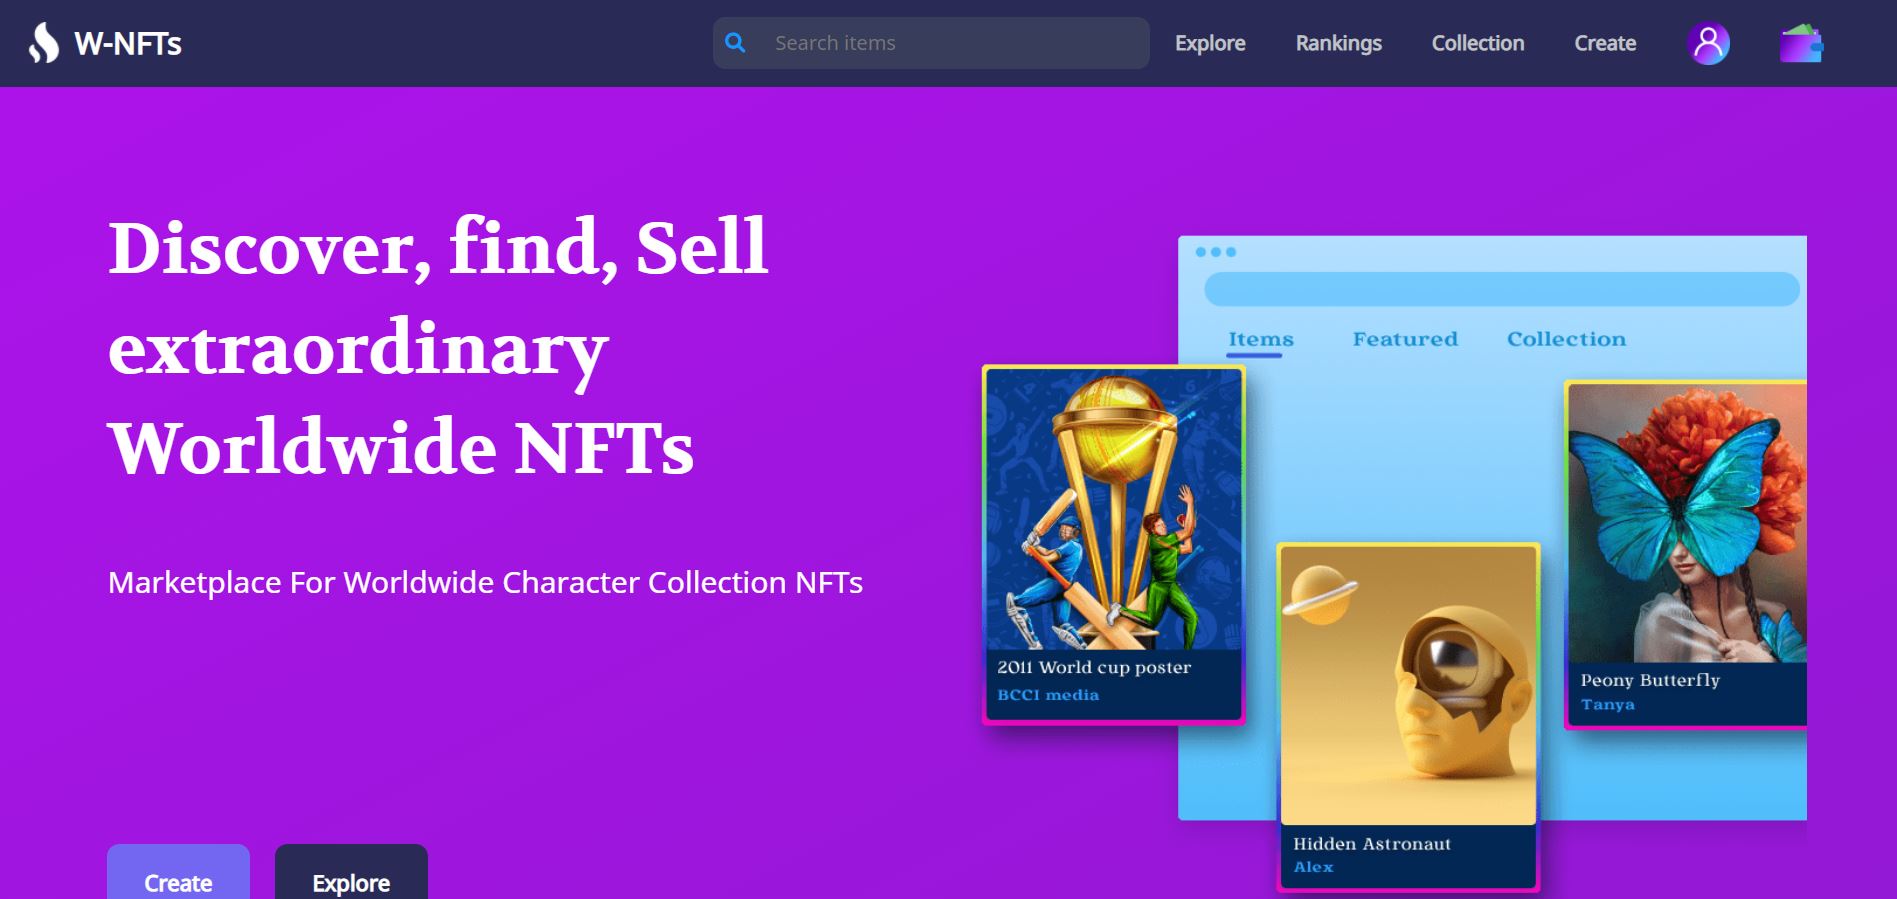 W-NFTs
Search items
Explore
Rankings
Collection
Create
Discover, find, Sell
extraordinary
Worldwide NFTs
Marketplace For Worldwide Character Collection NFTs
Create
Explore
Items
Featured
Collection
2011 World cup poster
BCCI media
Hidden Astronaut
Alex
Peony Butterfly
Tanya